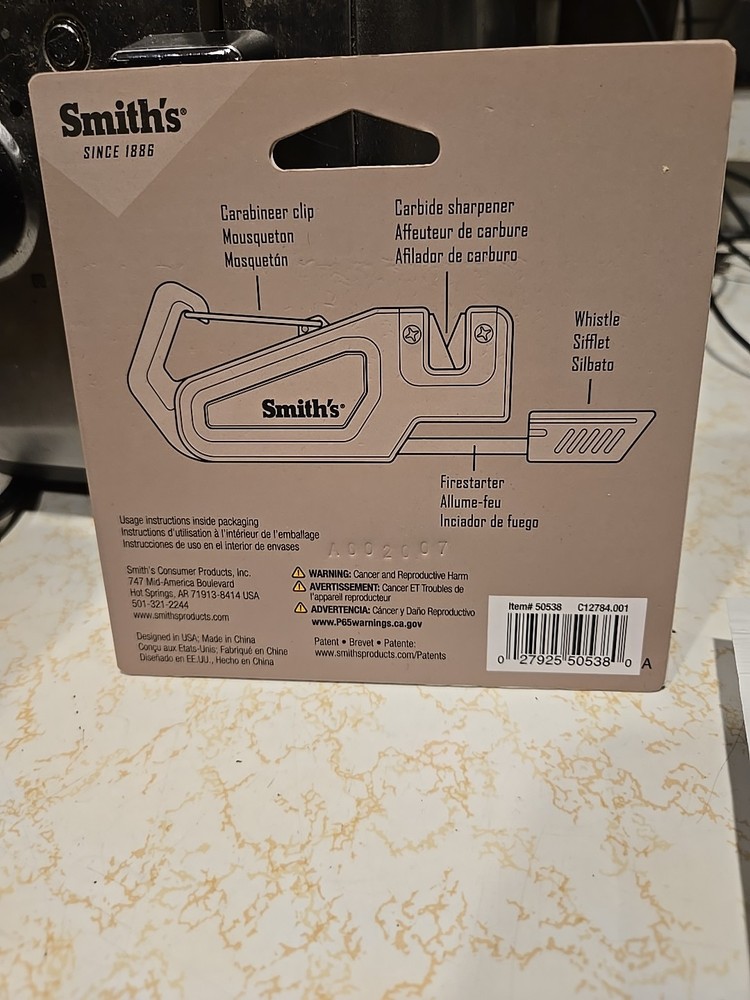 Smith's®
SINCE 1886
Carabineer clip
Mousqueton
Mosquetón
Carbide sharpener
Affeuteur de carbure
Afilador de carburo
Whistle
Sifflet
Silbato
Smith's®
Firestarter
Allume-feu
Inciador de fuego
Usage instructions inside packaging
Instructions d'utilisation à l'intérieur de l'emballage
Instrucciones de uso en el interior de envases
A002007
Smith's Consumer Products, Inc.
747 Mid-America Boulevard
Hot Springs, AR 71913-8414 USA
501-321-2244
www.smithsproducts.com
Designed in USA; Made in China
Conçu aux Etats-Unis; Fabriqué en Chine
Diseñado en EE.UU., Hecho en China
WARNING: Cancer and Reproductive Harm
AVERTISSEMENT: Cancer ET Troubles de
l'appareil reproducteur
ADVERTENCIA: Cáncer y Daño Reproductivo
www.P65warnings.ca.gov
Patent • Brevet • Patente:
www.smithsproducts.com/Patents
Item# 50538 C12784.001
0 27925 50538 0 A